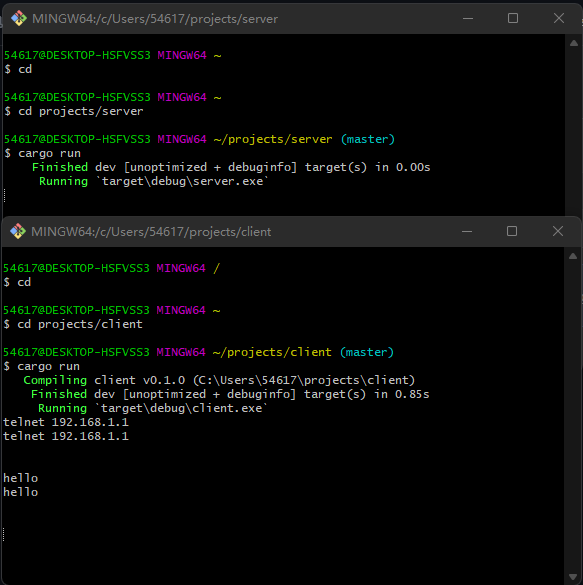 MINGW64:/c/Users/54617/projects/server
54617@DESKTOP-HSFVSS3 MINGW64 ~
$ cd
54617@DESKTOP-HSFVSS3 MINGW64 ~
$ cd projects/server
54617@DESKTOP-HSFVSS3 MINGW64 ~/projects/server (master)
$ cargo run
Finished dev [unoptimized + debuginfo] target(s) in 0.00s
Running `target\debug\server.exe`
MINGW64:/c/Users/54617/projects/client
54617@DESKTOP-HSFVSS3 MINGW64 /
$ cd
54617@DESKTOP-HSFVSS3 MINGW64 ~
$ cd projects/client
54617@DESKTOP-HSFVSS3 MINGW64 ~/projects/client (master)
$ cargo run
Compiling client v0.1.0 (C:\Users\54617\projects\client)
Finished dev [unoptimized + debuginfo] target(s) in 0.85s
Running `target\debug\client.exe`
telnet 192.168.1.1
telnet 192.168.1.1
hello
hello